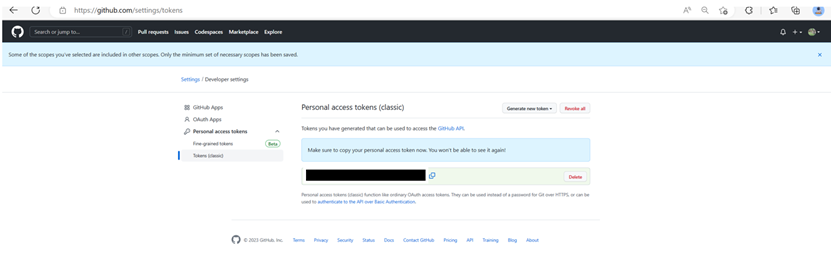 https://github.com/settings/tokens
Search or jump to... / Pull requests Issues Codespaces Marketplace Explore
Some of the scopes you've selected are included in other scopes. Only the minimum set of necessary scopes has been saved.
Settings / Developer settings
GitHub Apps
OAuth Apps
Personal access tokens
Fine-grained tokens Beta
Tokens (classic)
Personal access tokens (classic) Generate new token Revoke all
Tokens you have generated that can be used to access the GitHub API.
Make sure to copy your personal access token now. You won't be able to see it again!
Delete
Personal access tokens (classic) function like ordinary OAuth access tokens. They can be used instead of a password for Git over HTTPS, or can be
used to authenticate to the API over Basic Authentication.
© 2023 GitHub, Inc. Terms Privacy Security Status Docs Contact GitHub Pricing API Training Blog About